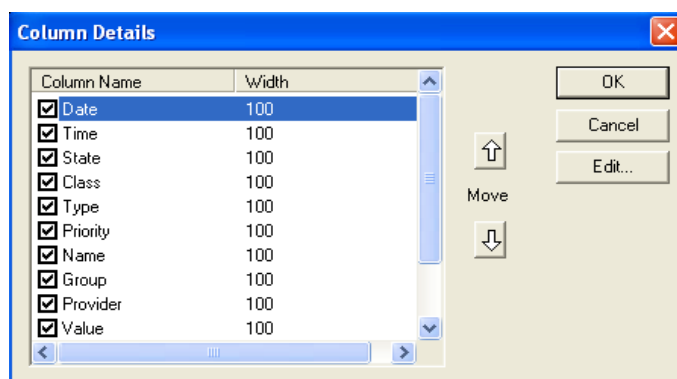 Column Details
Column Name Width
Date 100
Time 100
State 100
Class 100
Type 100
Priority 100
Name 100
Group 100
Provider 100
Value 100
Move
OK
Cancel
Edit...